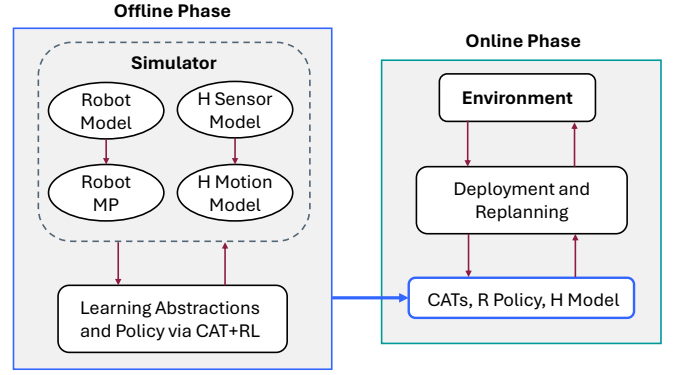 Offline Phase
Simulator
Robot
Model
H Sensor
Model
Robot
MP
H Motion
Model
Learning Abstractions
and Policy via CAT+RL
Online Phase
Environment
Deployment and
Replanning
CATs, R Policy, H Model